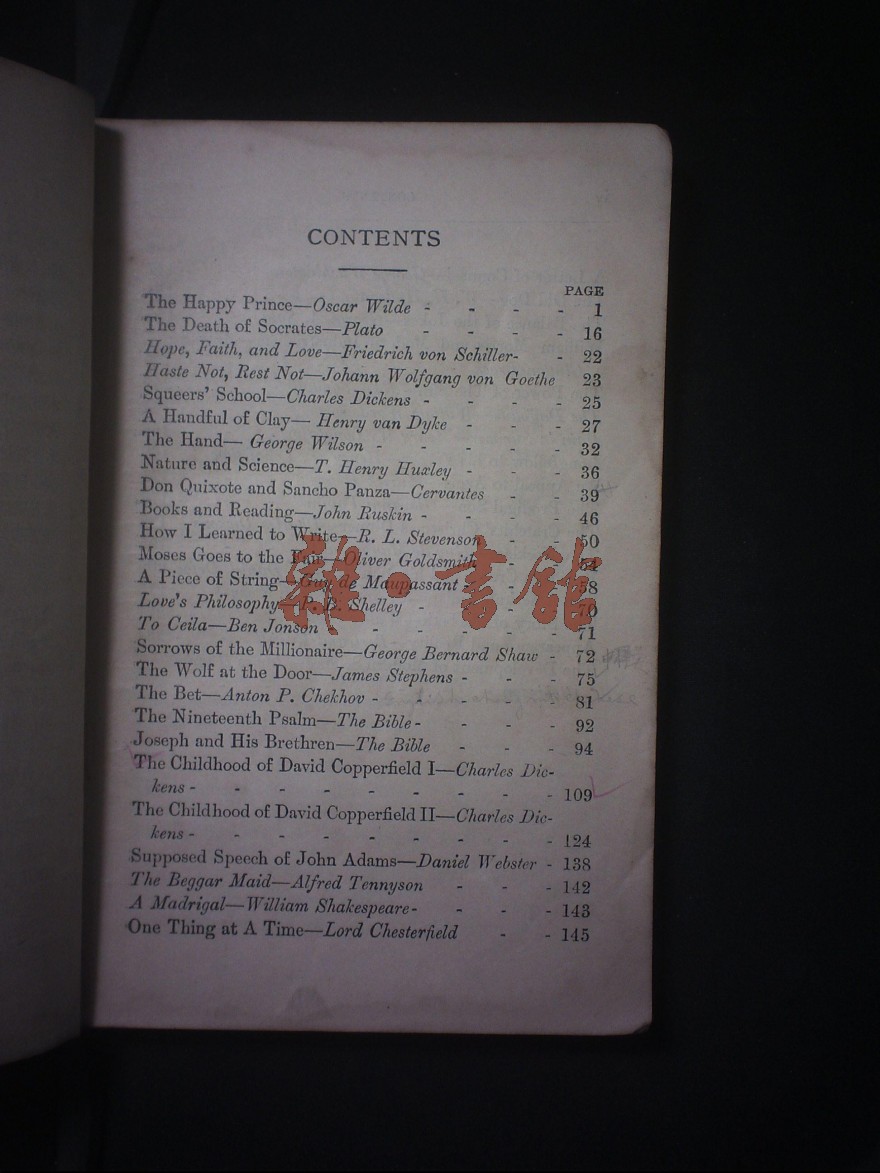 CONTENTS
PAGE
The Happy Prince—Oscar Wilde - - - - 1
The Death of Socrates—Plato - - - - 16
Hope, Faith, and Love—Friedrich von Schiller- - 22
Haste Not, Rest Not—Johann Wolfgang von Goethe 23
Squeers' School—Charles Dickens - - - - 25
A Handful of Clay— Henry van Dyke - - - 27
The Hand— George Wilson - - - - - 32
Nature and Science—T. Henry Huxley - - - 36
Don Quixote and Sancho Panza—Cervantes - - 39
Books and Reading—John Ruskin - - - - 46
How I Learned to Write—R. L. Stevenson - - 50
Moses Goes to the Fair—Oliver Goldsmith - - 54
A Piece of String—Guy de Maupassant - - - 58
Love's Philosophy—P. B. Shelley - - - - 70
To Ceila—Ben Jonson - - - - - - 71
Sorrows of the Millionaire—George Bernard Shaw - 72
The Wolf at the Door—James Stephens - - - 75
The Bet—Anton P. Chekhov - - - - - 81
The Nineteenth Psalm—The Bible - - - - 92
Joseph and His Brethren—The Bible - - - 94
The Childhood of David Copperfield I—Charles Dic-
kens - - - - - - - - - 109
The Childhood of David Copperfield II—Charles Dic-
kens - - - - - - - - - 124
Supposed Speech of John Adams—Daniel Webster - 138
The Beggar Maid—Alfred Tennyson - - - 142
A Madrigal—William Shakespeare- - - - 143
One Thing at A Time—Lord Chesterfield - - 145
雜·書館